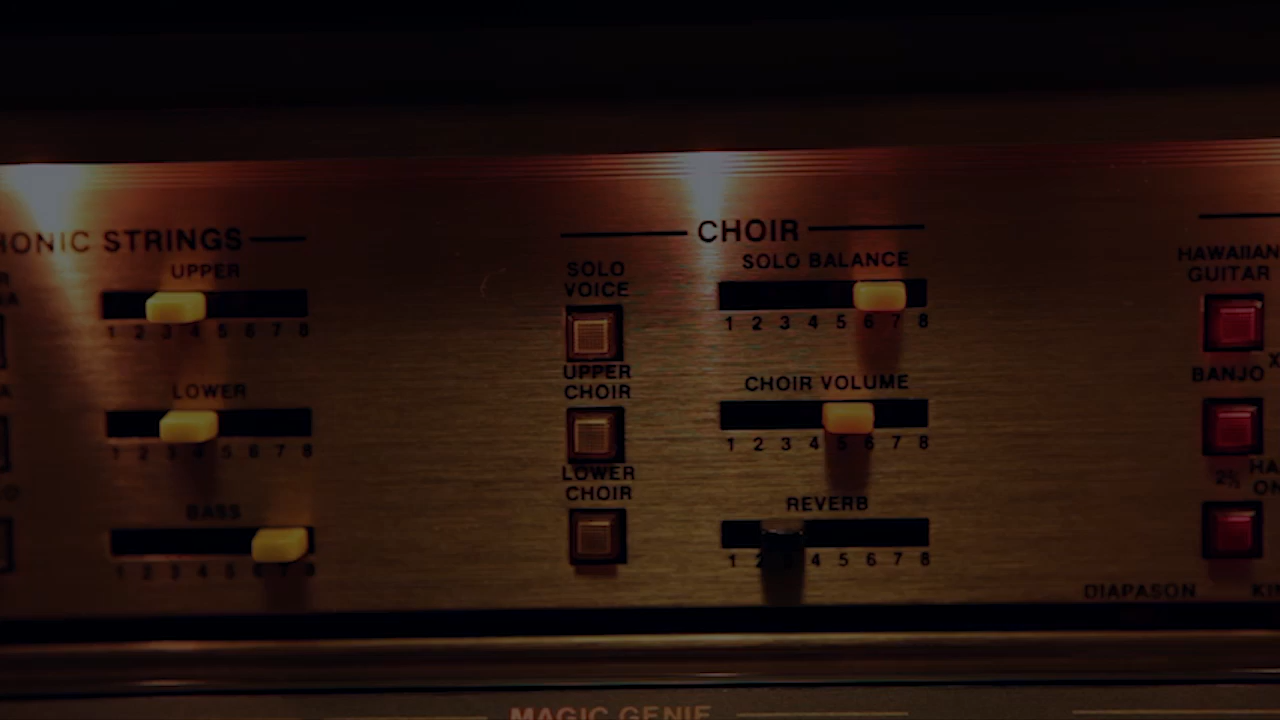 STRINGS
UPPER
1 2 3 4 5 6 7 8
LOWER
1 2 3 4 5 6 7 8
BASS
1 2 3 4 5 6 7 8
CHOIR
SOLO
VOICE
UPPER
CHOIR
LOWER
CHOIR
SOLO BALANCE
1 2 3 4 5 6 7 8
CHOIR VOLUME
1 2 3 4 5 6 7 8
REVERB
1 2 4 5 6 7 8
HAWAIIAN
GUITAR
BANJO
2⅔
DIAPASON
MAGIC GENIE